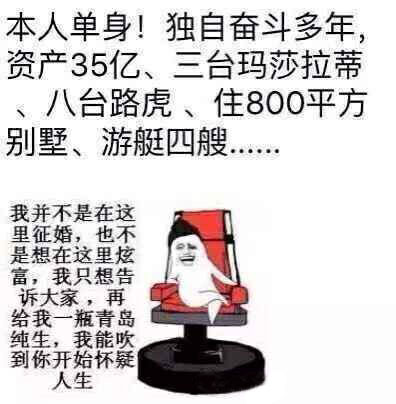 本人单身！独自奋斗多年,
资产35亿、三台玛莎拉蒂
、八台路虎 、住800平方
别墅、游艇四艘......
我并不是在这
里征婚，也不
是想在这里炫
富，我只想告
诉大家，再
给我一瓶青岛
纯生，我能吹
到你开始怀疑
人生